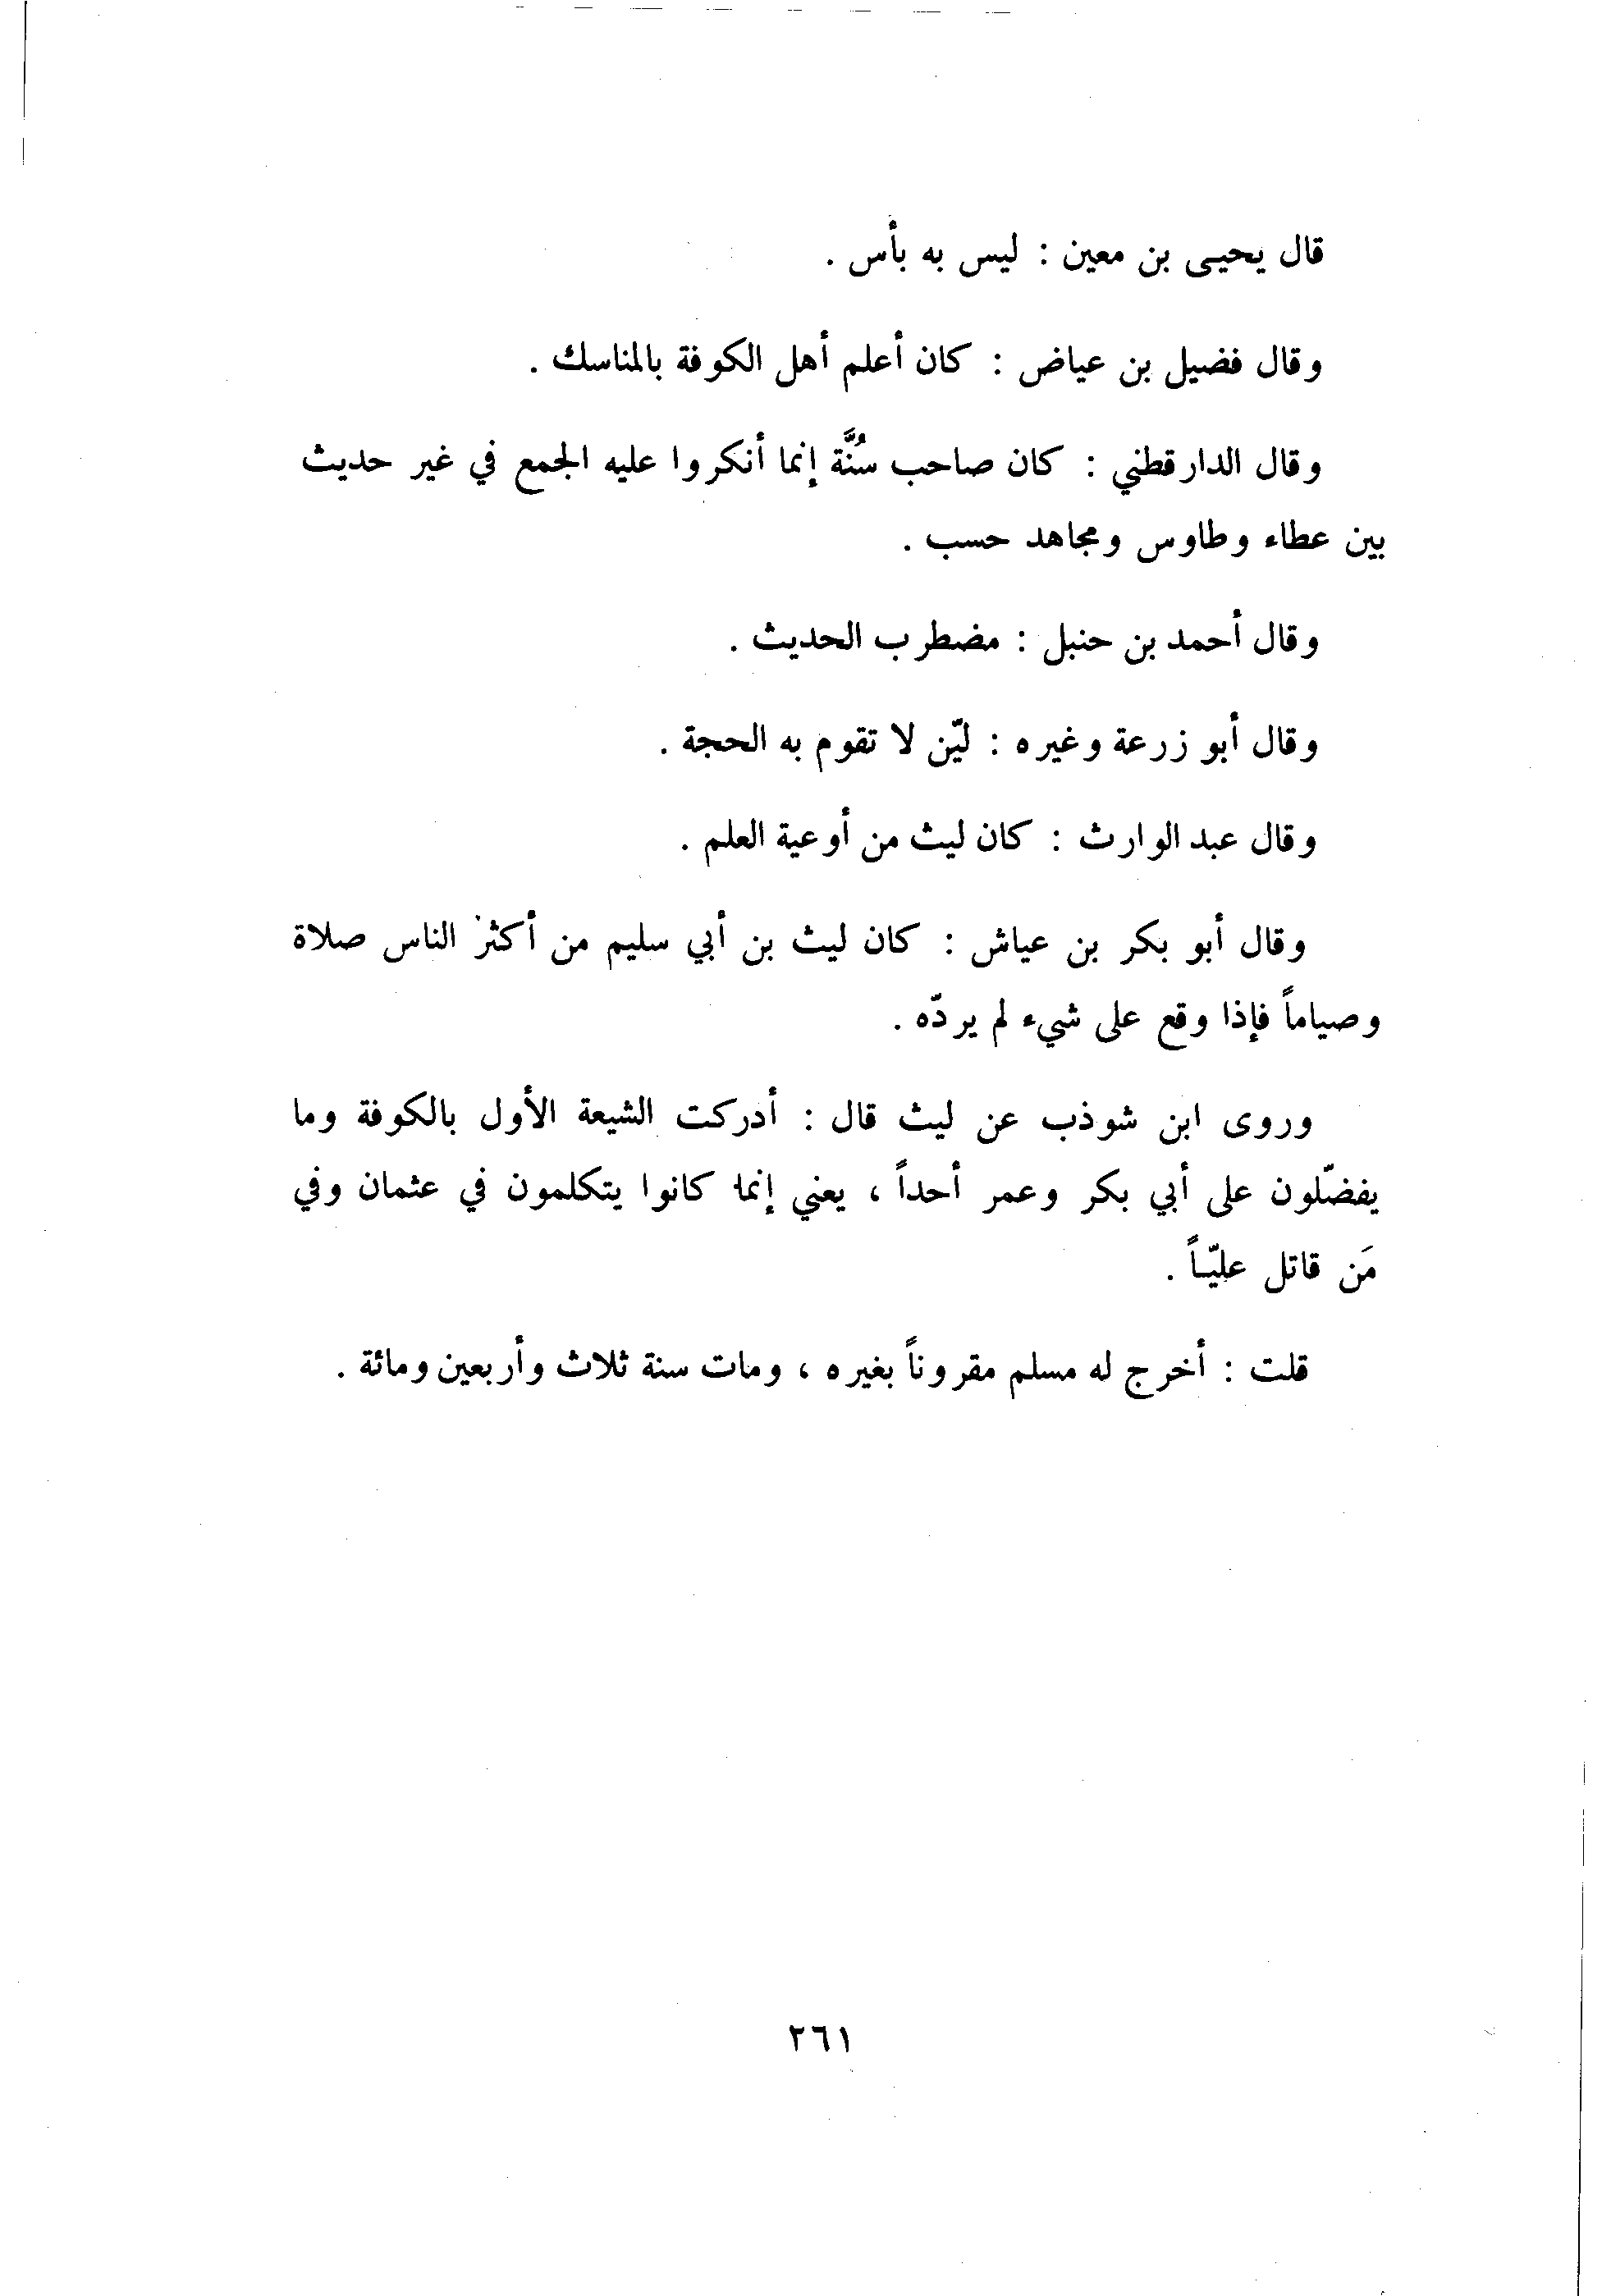 قال يحيى بن معين : ليس به بأس .
وقال فضيل بن عياض : كان أعلم أهل الكوفة بالمناسك .
وقال الدارقطني : كان صاحب سُنَّة إنما أنكروا عليه الجمع في غير حديث
بين عطاء وطاوس ومجاهد حسب .
وقال أحمد بن حنبل : مضطرب الحديث .
وقال أبو زرعة وغيره : ليّن لا تقوم به الحجة .
وقال عبد الوارث : كان ليث من أوعية العلم .
وقال أبو بكر بن عياش : كان ليث بن أبي سليم من أكثر الناس صلاة
وصياماً فإذا وقع على شيء لم يردّه .
وروى ابن شوذب عن ليث قال : أدركت الشيعة الأول بالكوفة وما
يفضّلون على أبي بكر وعمر أحداً ، يعني إنما كانوا يتكلمون في عثمان وفي
مَن قاتل عليّاً .
قلت : أخرج له مسلم مقروناً بغيره ، ومات سنة ثلاث وأربعين ومائة .
٢٦١